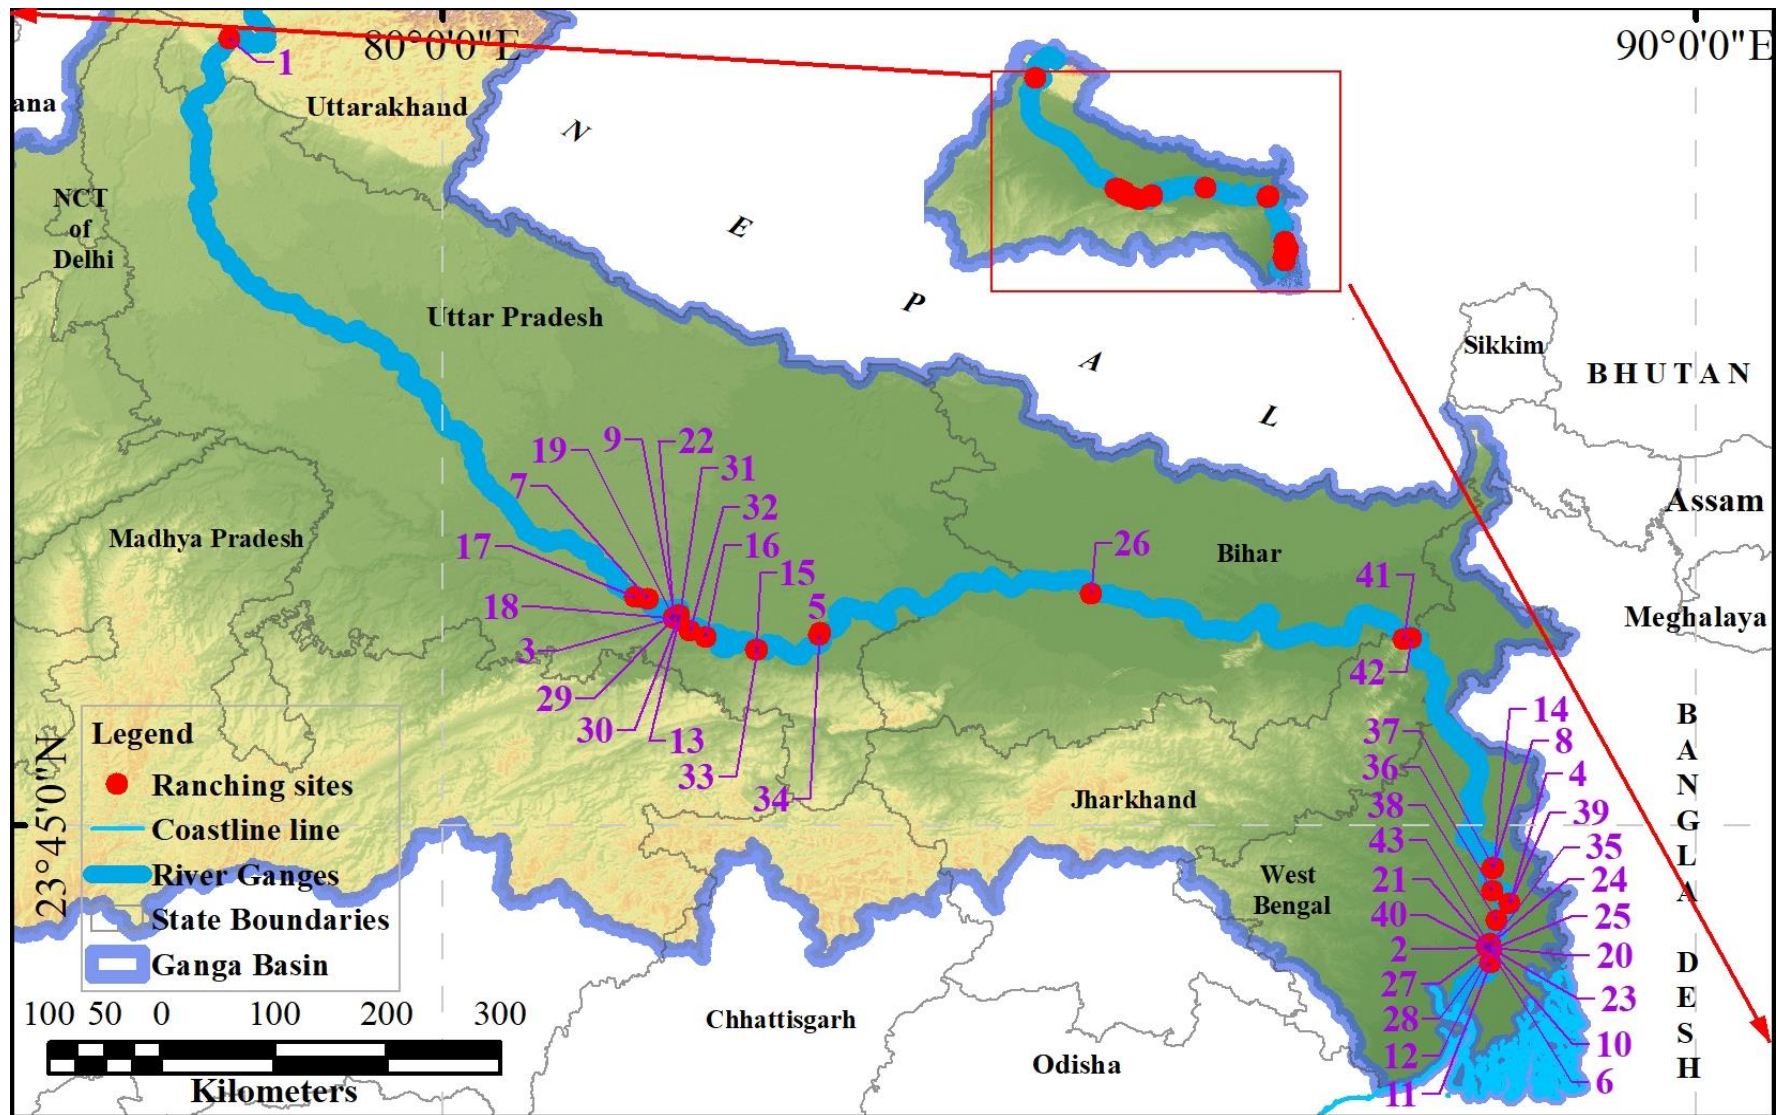 80°0'0"E
90°0'0"E
1
ana
Uttarakhand
N
E
P
A
L
NCT
of
Delhi
Uttar Pradesh
Sikkim
BHUTAN
Assam
Meghalaya
Madhya Pradesh
Bihar
9
22
19
31
7
32
17
16
15
5
26
41
18
3
42
29
30
13
33
34
37
14
8
36
4
38
39
43
35
21
24
40
25
2
20
27
23
28
10
12
6
11
B
A
N
G
L
A
D
E
S
H
Jharkhand
West
Bengal
Chhattisgarh
Odisha
23°45'0"N
Legend
Ranching sites
Coastline line
River Ganges
State Boundaries
Ganga Basin
100 50 0 100 200 300
Kilometers